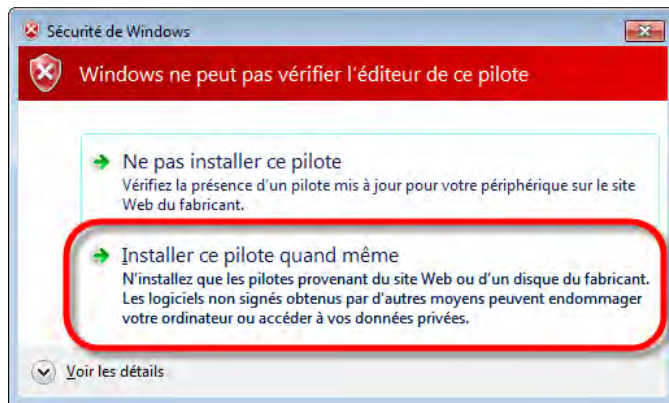 Sécurité de Windows
Windows ne peut pas vérifier l'éditeur de ce pilote
Ne pas installer ce pilote
Vérifiez la présence d'un pilote mis à jour pour votre périphérique sur le site
Web du fabricant.
Installer ce pilote quand même
N'installez que les pilotes provenant du site Web ou d'un disque du fabricant.
Les logiciels non signés obtenus par d'autres moyens peuvent endommager
votre ordinateur ou accéder à vos données privées.
Voir les détails